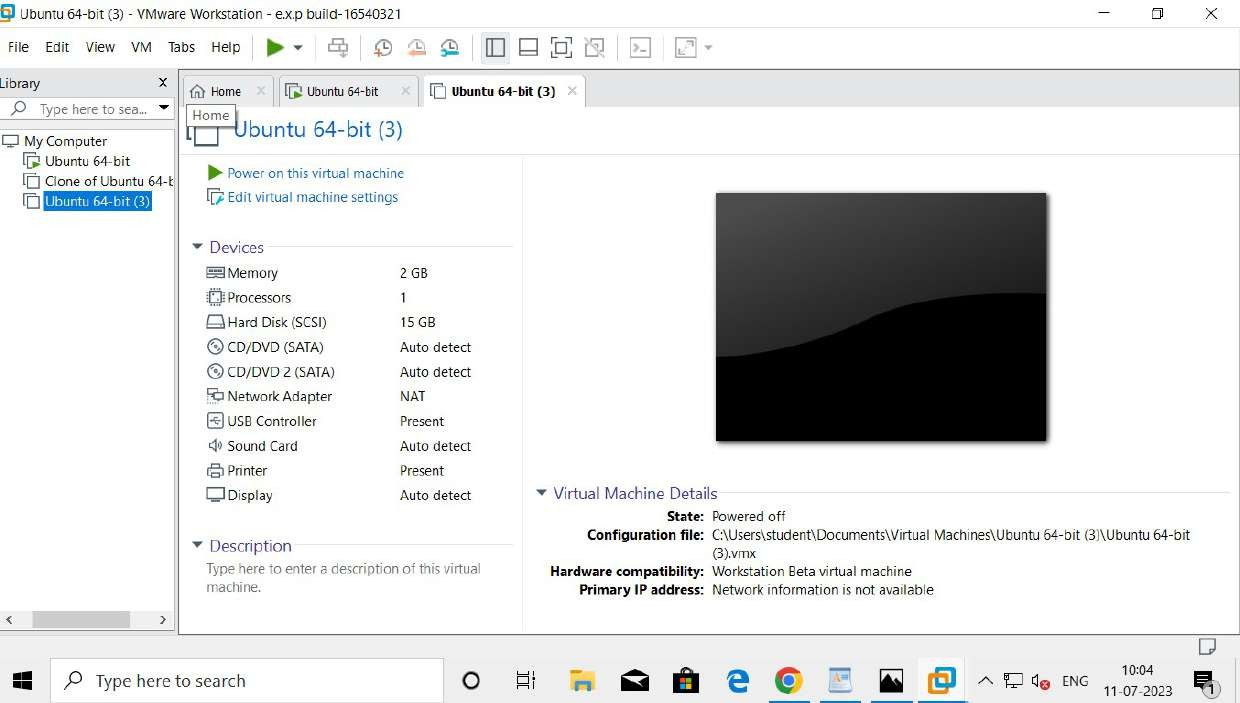 Ubuntu 64-bit (3) - VMware Workstation - e.x.p build-16540321
File Edit View VM Tabs Help
Library X
Home
Ubuntu 64-bit
Ubuntu 64-bit (3)
Type here to sea...
Home
My Computer
Ubuntu 64-bit
Clone of Ubuntu 64-b
Ubuntu 64-bit (3)
Ubuntu 64-bit (3)
Power on this virtual machine
Edit virtual machine settings
Devices
Memory 2 GB
Processors 1
Hard Disk (SCSI) 15 GB
CD/DVD (SATA) Auto detect
CD/DVD 2 (SATA) Auto detect
Network Adapter NAT
USB Controller Present
Sound Card Auto detect
Printer Present
Display Auto detect
Description
Type here to enter a description of this virtual
machine.
Virtual Machine Details
State: Powered off
Configuration file: C:\Users\student\Documents\Virtual Machines\Ubuntu 64-bit (3)\Ubuntu 64-bit
(3).vmx
Hardware compatibility: Workstation Beta virtual machine
Primary IP address: Network information is not available
Type here to search
ENG
10:04
11-07-2023
1